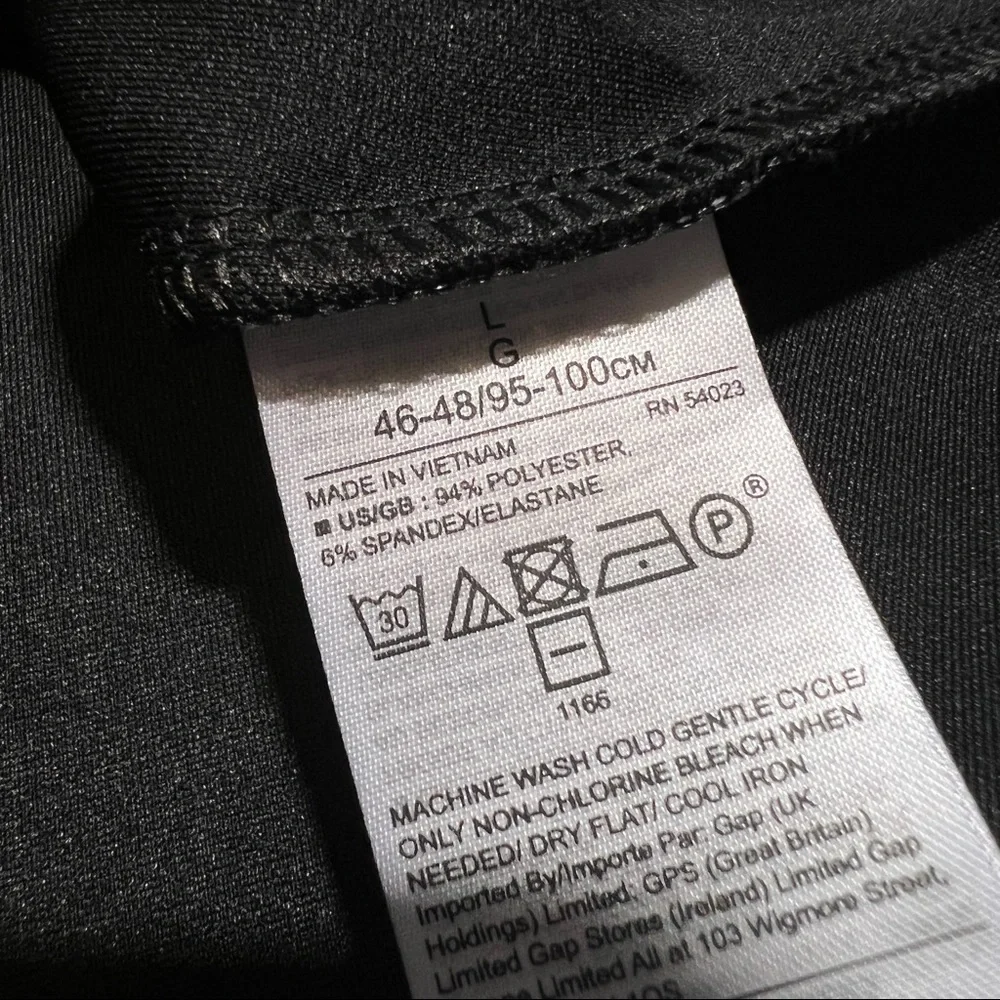 L
G
46-48/95-100CM
RN 54023
MADE IN VIETNAM
US/GB : 94% POLYESTER,
6% SPANDEX/ELASTANE
30
P ®
1166
MACHINE WASH COLD GENTLE CYCLE/
ONLY NON-CHLORINE BLEACH WHEN
NEEDED/ DRY FLAT/ COOL IRON
Imported By/Importe Par: Gap (UK
Holdings) Limited; GPS (Great Britain)
Limited Gap Stores (Ireland) Limited Gap
Limited All at 103 Wigmore Street,